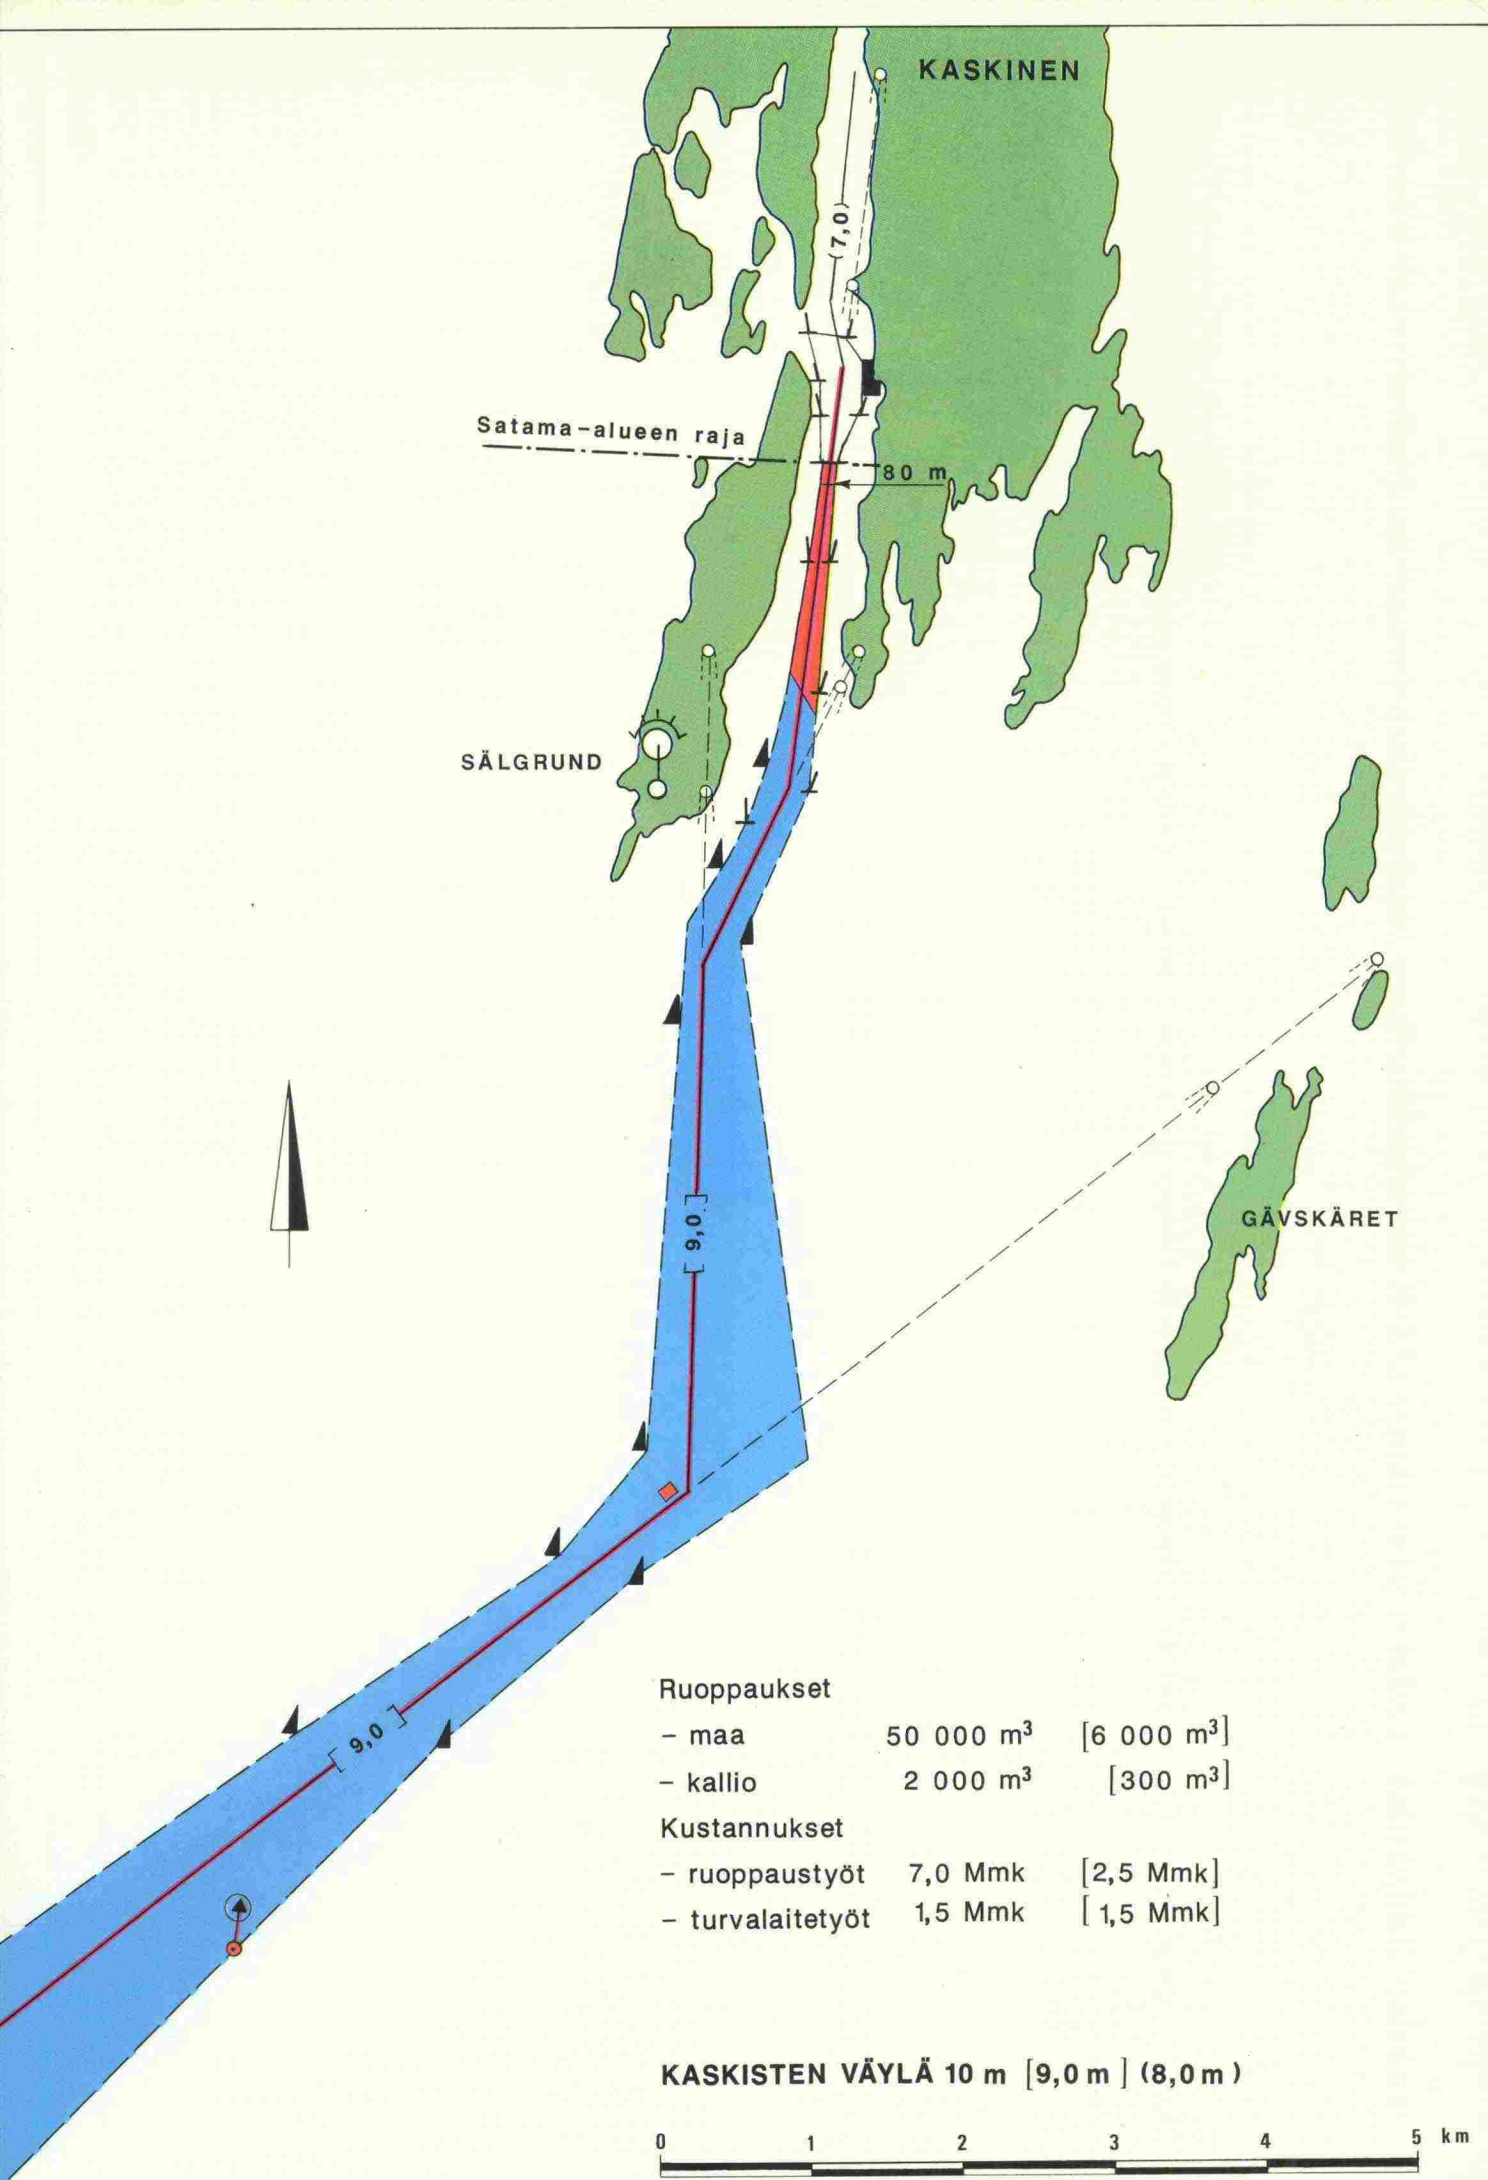 KASKINEN
(7,0)
Satama-alueen raja
80 m
SÄLGRUND
GÄVSKÄRET
[9,0]
[9,0]
Ruoppaukset
- maa 50 000 m³ [6 000 m³]
- kallio 2 000 m³ [300 m³]
Kustannukset
- ruoppaustyöt 7,0 Mmk [2,5 Mmk]
- turvalaitetyöt 1,5 Mmk [1,5 Mmk]
KASKISTEN VÄYLÄ 10 m [9,0 m] (8,0 m)
0 1 2 3 4 5 km